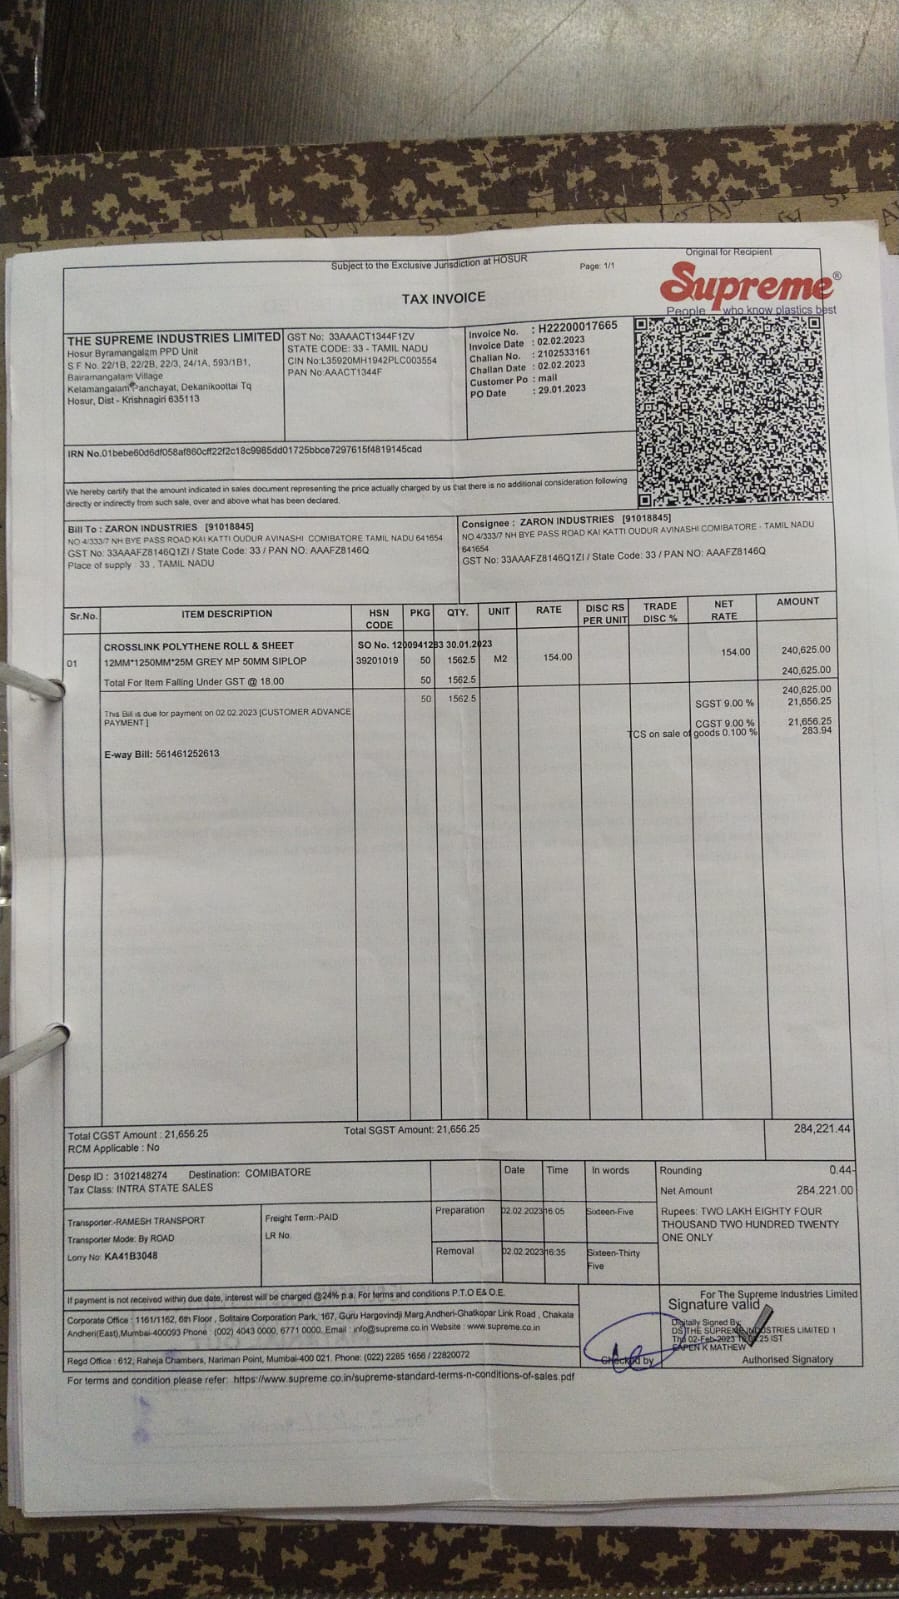 Subject to the Exclusive Jurisdiction at HOSUR
Page: 1/1
Original for Recipient
TAX INVOICE
Supreme®
People who know plastics best
THE SUPREME INDUSTRIES LIMITED
Hosur Byramangalam PPD Unit
S F No. 22/1B, 22/2B, 22/3, 24/1A, 593/1B1,
Bairamangalam Village
Kelamangalam Panchayat, Dekanikoottai Tq
Hosur, Dist - Krishnagiri 635113
GST No: 33AAACT1344F1ZV
STATE CODE: 33 - TAMIL NADU
CIN No:L35920MH1942PLC003554
PAN No:AAACT1344F
Invoice No. : H22200017665
Invoice Date : 02.02.2023
Challan No. : 2102533161
Challan Date : 02.02.2023
Customer Po : mail
PO Date : 29.01.2023
IRN No.01bebe60d6df058af860cff22f2c18c9985dd01725bbce7297615f4819145cad
We hereby certify that the amount indicated in sales document representing the price actually charged by us that there is no additional consideration following
directly or indirectly from such sale, over and above what has been declared.
Bill To : ZARON INDUSTRIES [91018845]
NO 4/333/7 NH BYE PASS ROAD KAI KATTI OUDUR AVINASHI COMIBATORE TAMIL NADU 641654
GST No: 33AAAFZ8146Q1ZI / State Code: 33 / PAN NO: AAAFZ8146Q
Place of supply : 33 , TAMIL NADU
Consignee : ZARON INDUSTRIES [91018845]
NO 4/333/7 NH BYE PASS ROAD KAI KATTI OUDUR AVINASHI COMIBATORE - TAMIL NADU
641654
GST No: 33AAAFZ8146Q1ZI / State Code: 33 / PAN NO: AAAFZ8146Q
Sr.No. ITEM DESCRIPTION HSN CODE PKG QTY. UNIT RATE DISC RS PER UNIT TRADE DISC % NET RATE AMOUNT
CROSSLINK POLYTHENE ROLL & SHEET SO No. 1200941283 30.01.2023
01 12MM*1250MM*25M GREY MP 50MM SIPLOP 39201019 50 1562.5 M2 154.00 154.00 240,625.00
Total For Item Falling Under GST @ 18.00 50 1562.5 240,625.00
50 1562.5 240,625.00
SGST 9.00 % 21,656.25
This Bill is due for payment on 02.02.2023 [CUSTOMER ADVANCE
PAYMENT ]
CGST 9.00 % 21,656.25
TCS on sale of goods 0.100 % 283.94
E-way Bill: 561461252613
Total CGST Amount : 21,656.25 Total SGST Amount: 21,656.25 284,221.44
RCM Applicable : No
Desp ID : 3102148274 Destination: COMIBATORE
Tax Class: INTRA STATE SALES
Transporter:-RAMESH TRANSPORT
Transporter Mode: By ROAD
Lorry No: KA41B3048
Freight Term:-PAID
LR No.
Date Time In words
Preparation 02.02.2023 16:05 Sixteen-Five
Removal 02.02.2023 16:35 Sixteen-Thirty
Five
Rounding 0.44-
Net Amount 284,221.00
Rupees: TWO LAKH EIGHTY FOUR
THOUSAND TWO HUNDRED TWENTY
ONE ONLY
If payment is not received within due date, interest will be charged @24% p.a. For terms and conditions P.T.O E& O.E.
Corporate Office : 1161/1162, 6th Floor , Solitaire Corporation Park, 167, Guru Hargovindji Marg,Andheri-Ghatkopar Link Road , Chakala
Andheri(East),Mumbai-400093 Phone : (002) 4043 0000, 6771 0000, Email : info@supreme.co.in Website : www.supreme.co.in
Regd Office : 612, Raheja Chambers, Nariman Point, Mumbai-400 021, Phone: (022) 2285 1656 / 22820072
For The Supreme Industries Limited
Signature valid
Digitally Signed By:
DS THE SUPREME INDUSTRIES LIMITED 1
EAPEN K MATHEW
Checked by
Authorised Signatory
For terms and condition please refer: https://www.supreme.co.in/supreme-standard-terms-n-conditions-of-sales.pdf